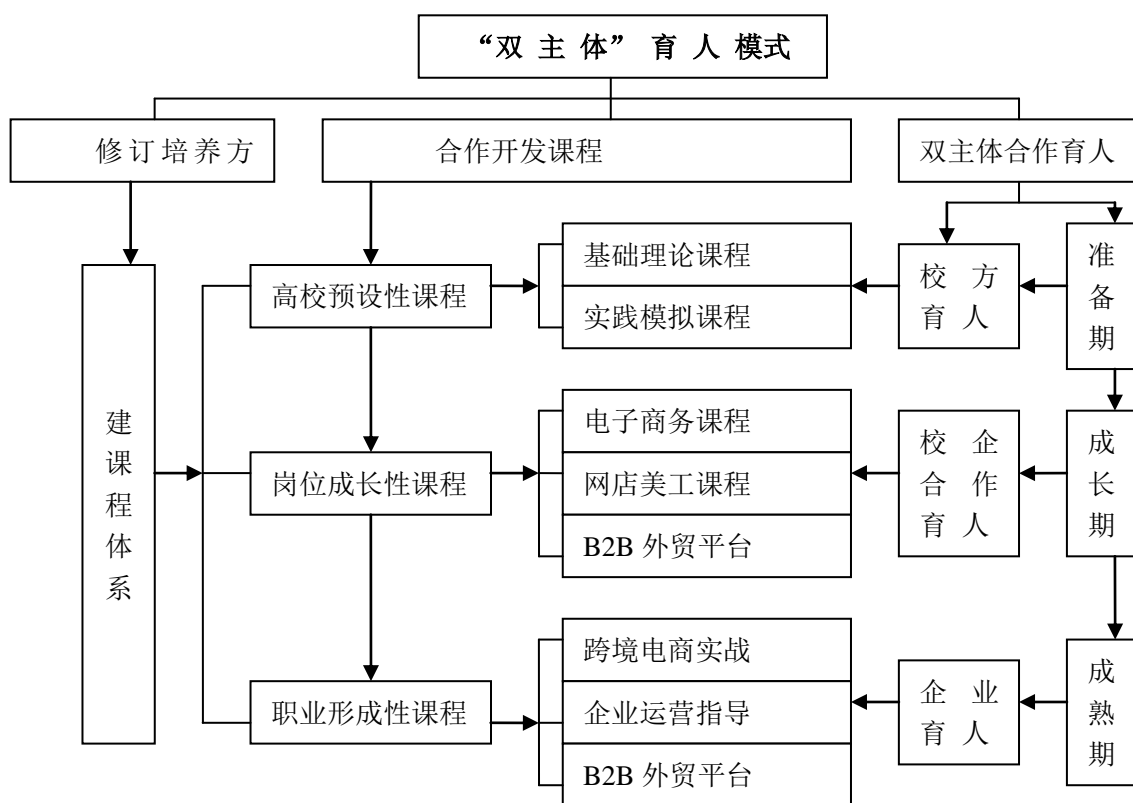 “双 主 体” 育 人 模式
修订培养方
合作开发课程
双主体合作育人
建
课
程
体
系
高校预设性课程
基础理论课程
实践模拟课程
校 方
育 人
准
备
期
岗位成长性课程
电子商务课程
网店美工课程
B2B 外贸平台
校 企
合 作
育 人
成
长
期
职业形成性课程
跨境电商实战
企业运营指导
B2B 外贸平台
企 业
育 人
成
熟
期